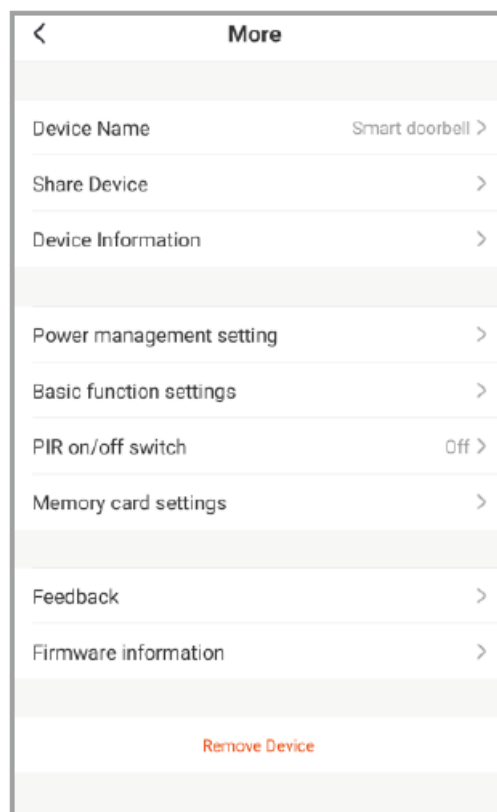 More
Device Name Smart doorbell
Share Device
Device Information
Power management setting
Basic function settings
PIR on/off switch Off
Memory card settings
Feedback
Firmware information
Remove Device